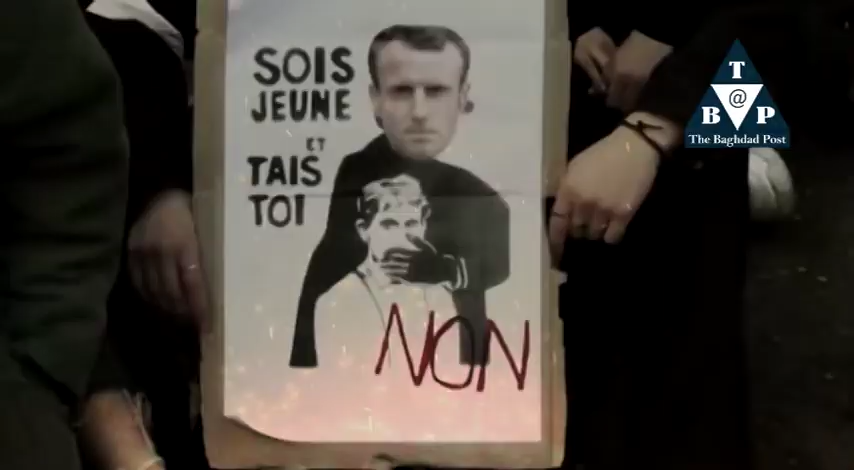 SOIS
JEUNE
ET
TAIS
TOI
NON
T
@
B P
The Baghdad Post